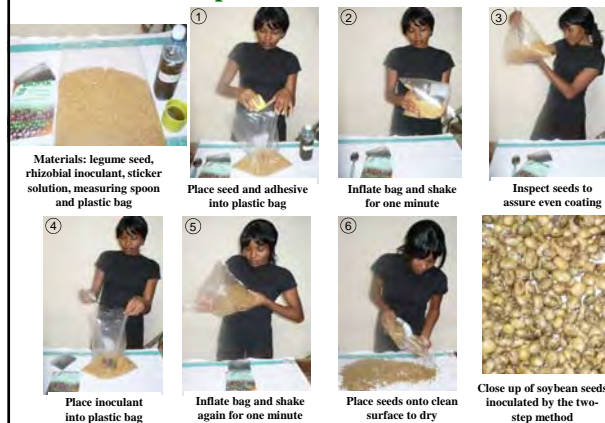 Materials: legume seed,
rhizobial inoculant, sticker
solution, measuring spoon
and plastic bag
1
Place seed and adhesive
into plastic bag
2
Inflate bag and shake
for one minute
3
Inspect seeds to
assure even coating
4
Place inoculant
into plastic bag
5
Inflate bag and shake
again for one minute
6
Place seeds onto clean
surface to dry
Close up of soybean seeds
inoculated by the two-
step method